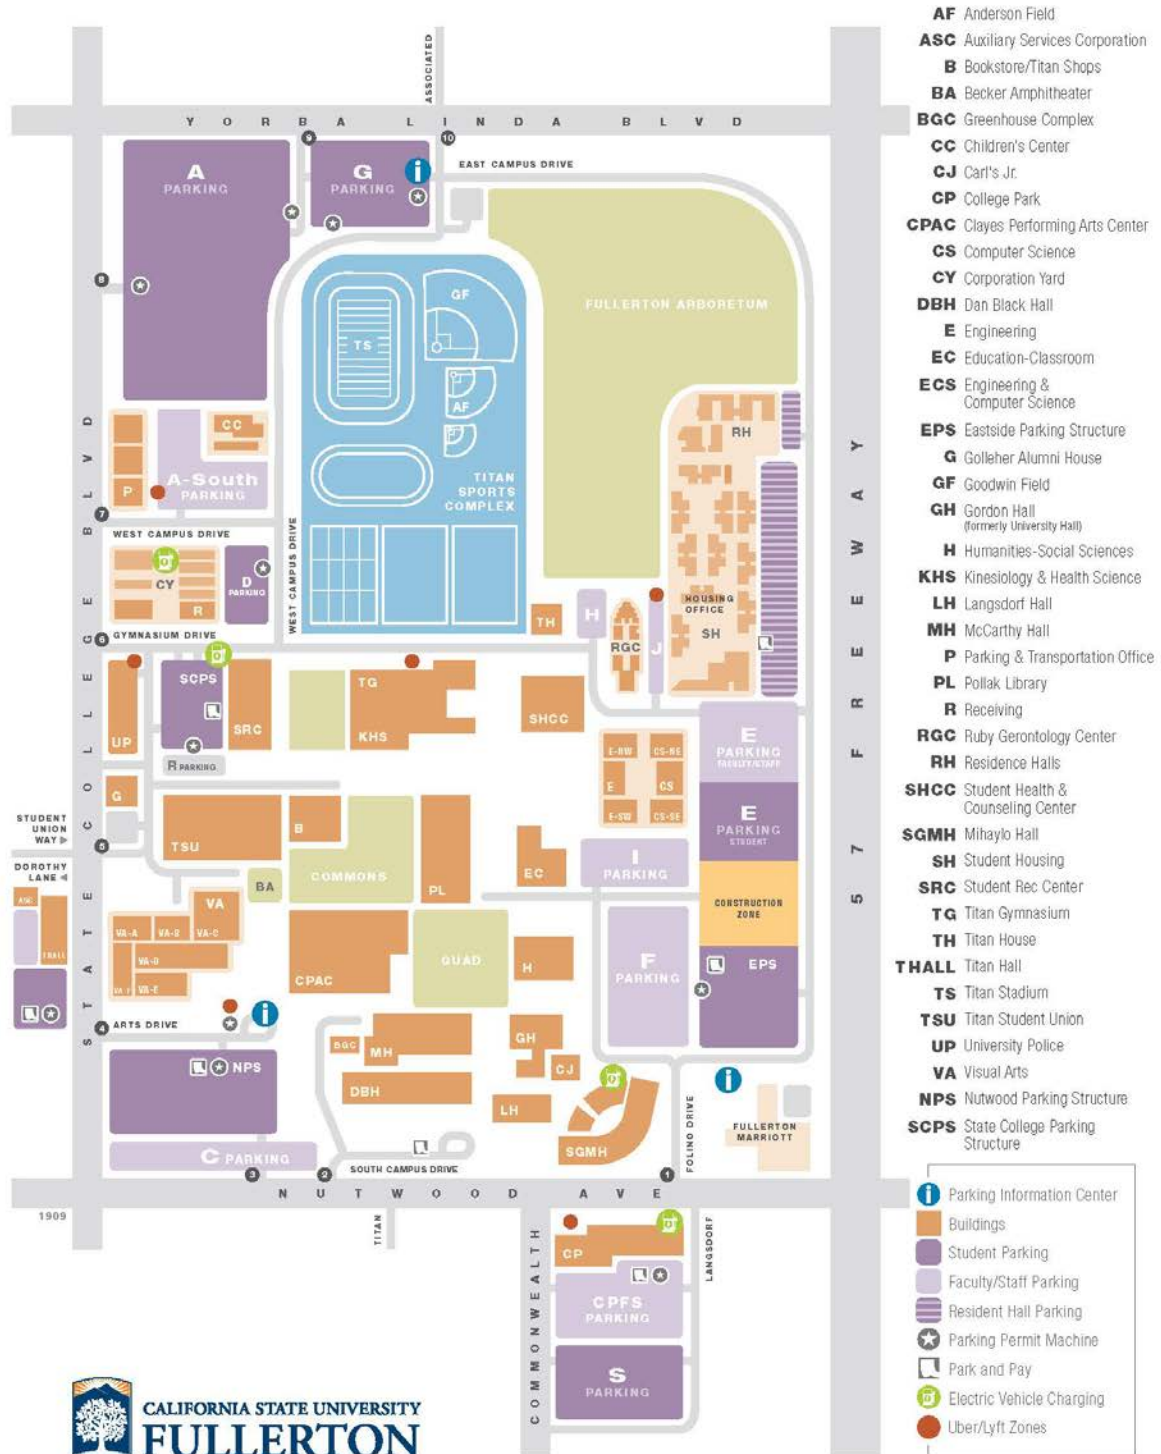 ASSOCIATED
YORBA LINDA BLVD
9
10
EAST CAMPUS DRIVE
A
PARKING
G
PARKING
i
8
FULLERTON ARBORETUM
GF
TS
AF
TITAN
SPORTS
COMPLEX
CC
P
A-South
PARKING
7
WEST CAMPUS DRIVE
WEST CAMPUS DRIVE
CY
R
D
PARKING
6
GYMNASIUM DRIVE
RH
HOUSING
OFFICE
SH
TH
H
RGC
J
UP
SCPS
SRC
R PARKING
TG
KHS
SHCC
E-NW
CS-NE
E
CS
E-SW
CS-SE
E
PARKING
FACULTY/STAFF
E
PARKING
STUDENT
G
STUDENT
UNION
WAY
5
DOROTHY
LANE
ASC
THALL
TSU
B
COMMONS
BA
PL
EC
I
PARKING
CONSTRUCTION
ZONE
VA
VA-A
VA-B
VA-C
VA-D
VA-F
VA-E
CPAC
QUAD
H
F
PARKING
EPS
4
ARTS DRIVE
i
NPS
BGC
MH
DBH
GH
CJ
LH
SGMH
i
FOLINO DRIVE
FULLERTON
MARRIOTT
C PARKING
3
2
SOUTH CAMPUS DRIVE
1
NUTWOOD AVE
STATE COLLEGE BLVD
57 FREEWAY
1909
TITAN
COMMONWEALTH
LANGSDORF
CP
CPFS
PARKING
S
PARKING
CALIFORNIA STATE UNIVERSITY
FULLERTON
AF Anderson Field
ASC Auxiliary Services Corporation
B Bookstore/Titan Shops
BA Becker Amphitheater
BGC Greenhouse Complex
CC Children's Center
CJ Carl's Jr.
CP College Park
CPAC Clayes Performing Arts Center
CS Computer Science
CY Corporation Yard
DBH Dan Black Hall
E Engineering
EC Education-Classroom
ECS Engineering &
Computer Science
EPS Eastside Parking Structure
G Golleher Alumni House
GF Goodwin Field
GH Gordon Hall
(formerly University Hall)
H Humanities-Social Sciences
KHS Kinesiology & Health Science
LH Langsdorf Hall
MH McCarthy Hall
P Parking & Transportation Office
PL Pollak Library
R Receiving
RGC Ruby Gerontology Center
RH Residence Halls
SHCC Student Health &
Counseling Center
SGMH Mihaylo Hall
SH Student Housing
SRC Student Rec Center
TG Titan Gymnasium
TH Titan House
THALL Titan Hall
TS Titan Stadium
TSU Titan Student Union
UP University Police
VA Visual Arts
NPS Nutwood Parking Structure
SCPS State College Parking
Structure
i Parking Information Center
Buildings
Student Parking
Faculty/Staff Parking
Resident Hall Parking
Parking Permit Machine
Park and Pay
Electric Vehicle Charging
Uber/Lyft Zones